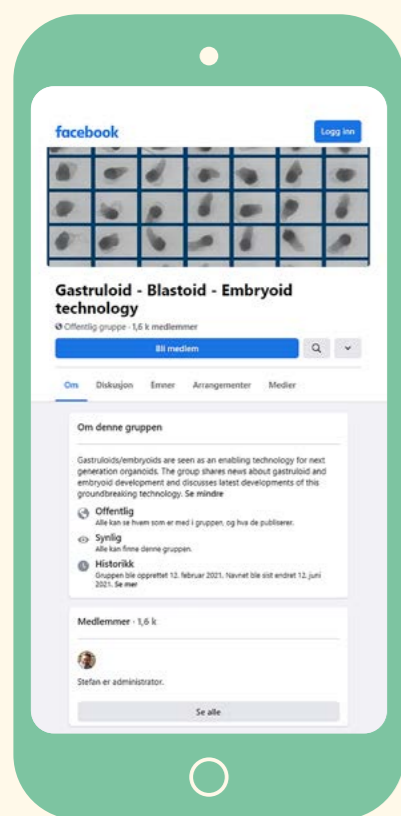 facebook
Logg inn
Gastruloid - Blastoid - Embryoid
technology
Offentlig gruppe · 1,6 k medlemmer
Bli medlem
Om Diskusjon Emner Arrangementer Medier
Om denne gruppen
Gastruloids/embryoids are seen as an enabling technology for next
generation organoids. The group shares news about gastruloid and
embryoid development and discusses latest developments of this
groundbreaking technology. Se mindre
Offentlig
Alle kan se hvem som er med i gruppen, og hva de publiserer.
Synlig
Alle kan finne denne gruppen.
Historikk
Gruppen ble opprettet 12. februar 2021. Navnet ble sist endret 12. juni
2021. Se mer
Medlemmer · 1,6 k
Stefan er administrator.
Se alle